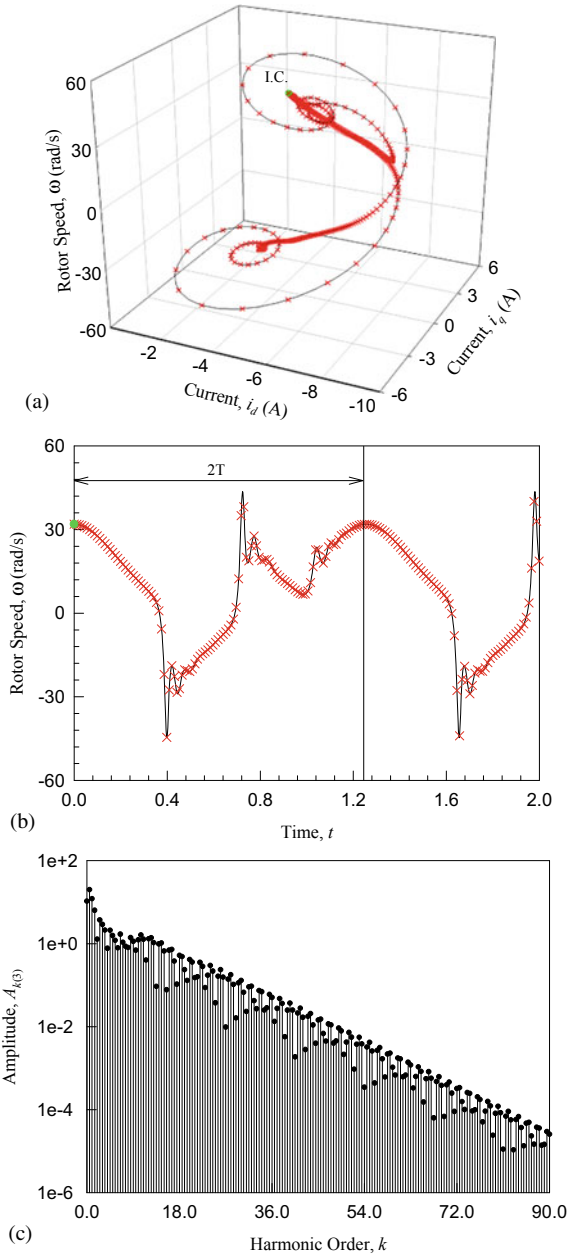 60
30
0
-30
-60
Rotor Speed, ω (rad/s)
I.C.
-2
-4
-6
-8
-10
Current, i_d (A)
6
3
0
-3
-6
Current, i_q (A)
(a)
60
30
0
-30
-60
Rotor Speed, ω (rad/s)
2T
0.0 0.4 0.8 1.2 1.6 2.0
Time, t
(b)
1e+2
1e+0
1e-2
1e-4
1e-6
Amplitude, A_k(3)
0.0 18.0 36.0 54.0 72.0 90.0
Harmonic Order, k
(c)